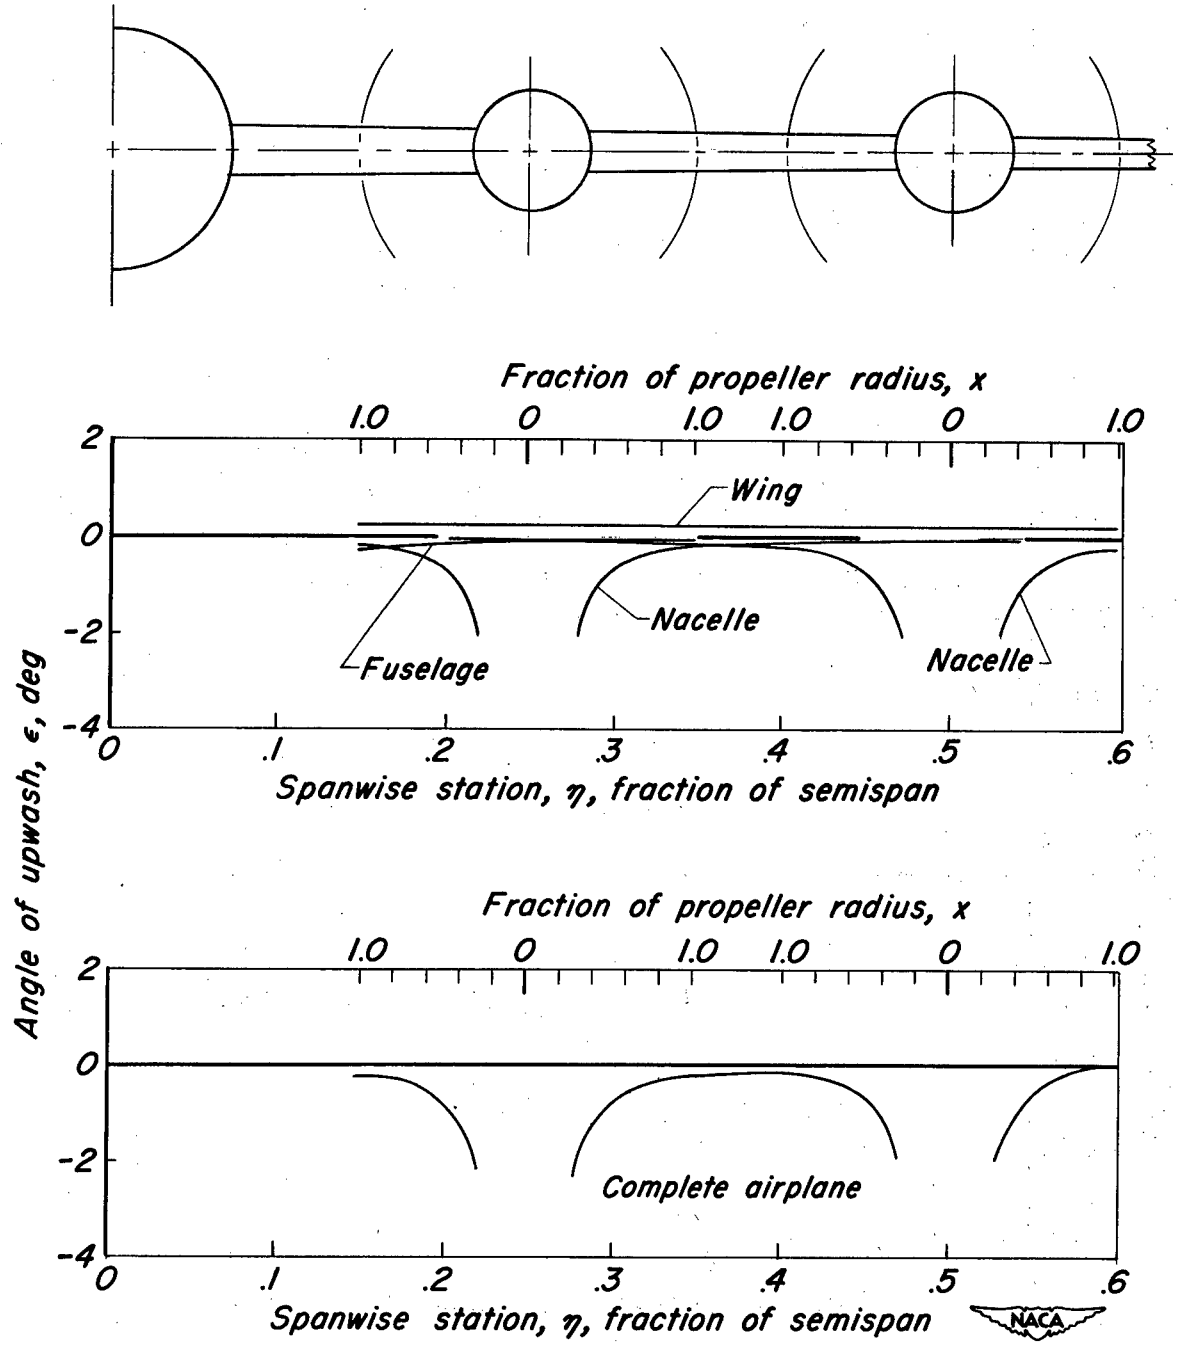 Fraction of propeller radius, x
1.0 0 1.0 1.0 0 1.0
2
Wing
0
Nacelle
-2
Nacelle
Fuselage
-4
0 .1 .2 .3 .4 .5 .6
Spanwise station, η, fraction of semispan
Angle of upwash, ϵ, deg
Fraction of propeller radius, x
1.0 0 1.0 1.0 0 1.0
2
0
-2
Complete airplane
-4
0 .1 .2 .3 .4 .5 .6
Spanwise station, η, fraction of semispan
NACA